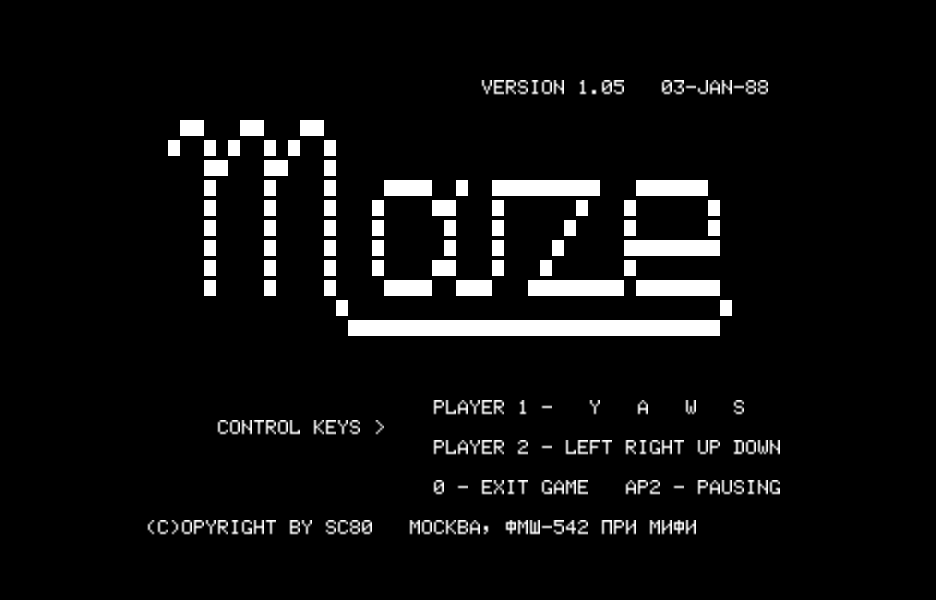 VERSION 1.05 03-JAN-88
Maze
CONTROL KEYS >
PLAYER 1 - Y A W S
PLAYER 2 - LEFT RIGHT UP DOWN
0 - EXIT GAME AP2 - PAUSING
(C)OPYRIGHT BY SC80 МОСКВА, ФМШ-542 ПРИ МИФИ